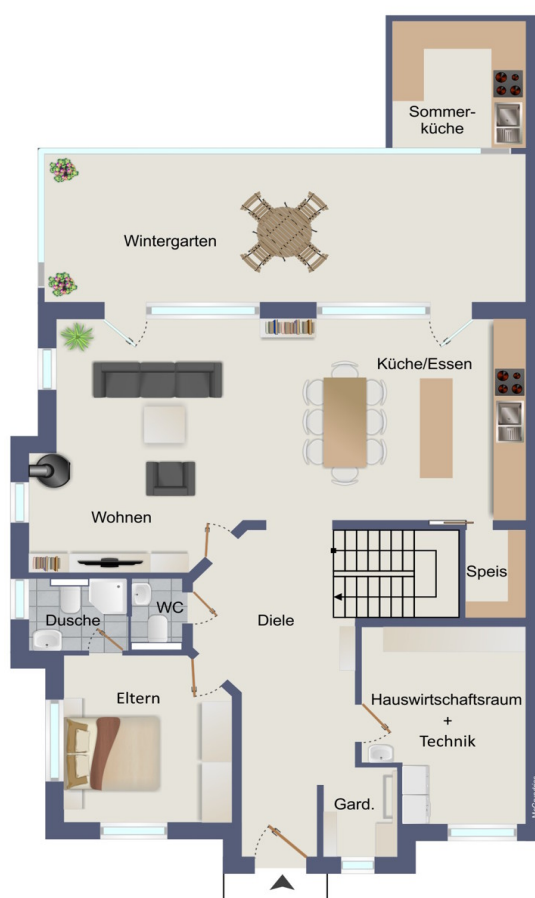 Sommer-
küche
Wintergarten
Küche/Essen
Wohnen
Speis
WC
Dusche
Diele
Eltern
Hauswirtschaftsraum
+
Technik
Gard.